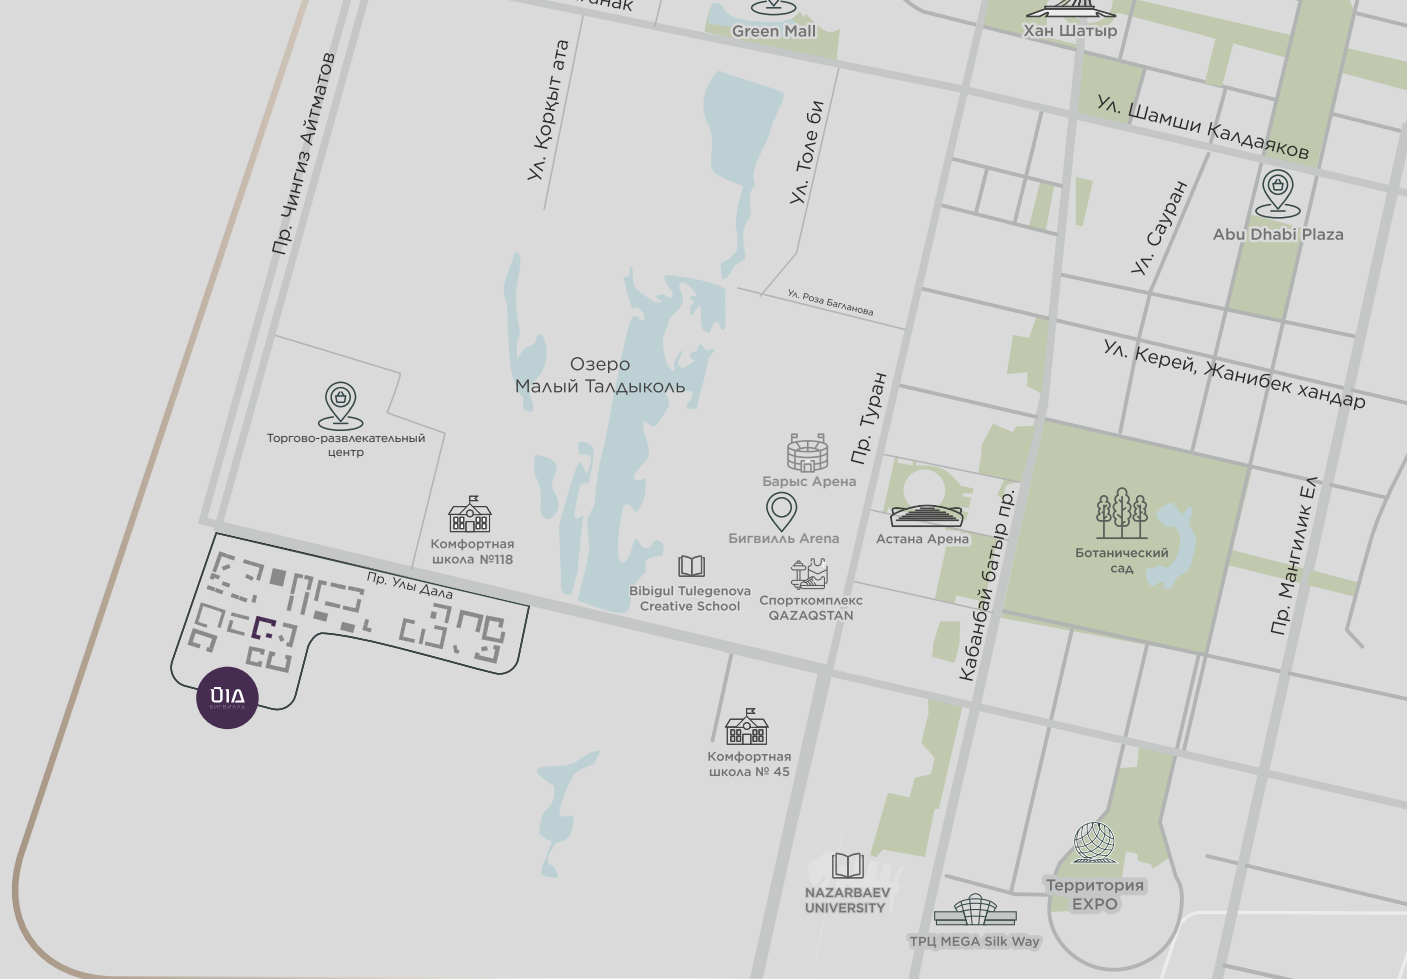 Green Mall
Хан Шатыр
Пр. Чингиз Айтматов
Ул. Қорқыт ата
Ул. Толе би
Ул. Шамши Калдаяков
Ул. Сауран
Abu Dhabi Plaza
Ул. Роза Багланова
Озеро
Малый Талдыколь
Ул. Керей, Жанибек хандар
Пр. Туран
Торгово-развлекательный
центр
Барыс Арена
Бигвилль Arena
Астана Арена
Кабанбай батыр пр.
Ботанический
сад
Пр. Мангилик Ел
Комфортная
школа №118
Bibigul Tulegenova
Creative School
Спорткомплекс
QAZAQSTAN
Пр. Улы Дала
БИГВИЛЛЬ
Комфортная
школа № 45
NAZARBAEV
UNIVERSITY
Территория
EXPO
ТРЦ MEGA Silk Way